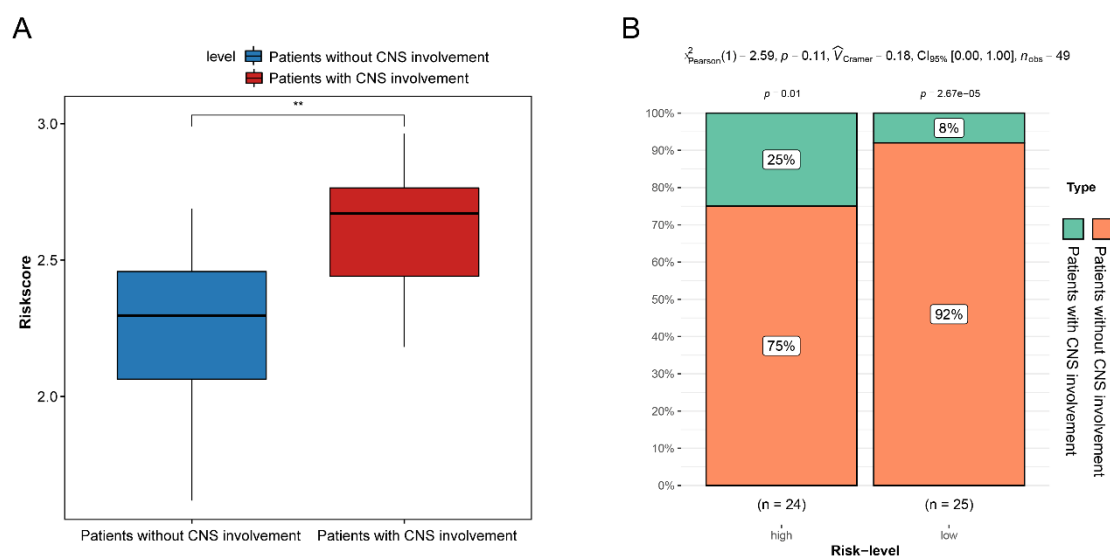 A
level Patients without CNS involvement
Patients with CNS involvement
**
3.0
2.5
2.0
Riskscore
Patients without CNS involvement Patients with CNS involvement
B
χ²Pearson(1) – 2.59, p – 0.11, V̂Cramer – 0.18, CI95% [0.00, 1.00], nobs – 49
p 0.01 p 2.67e−05
100%
90%
80%
70%
60%
50%
40%
30%
20%
10%
0%
25%
75%
8%
92%
(n = 24) (n = 25)
high low
Risk−level
Type
Patients with CNS involvement
Patients without CNS involvement